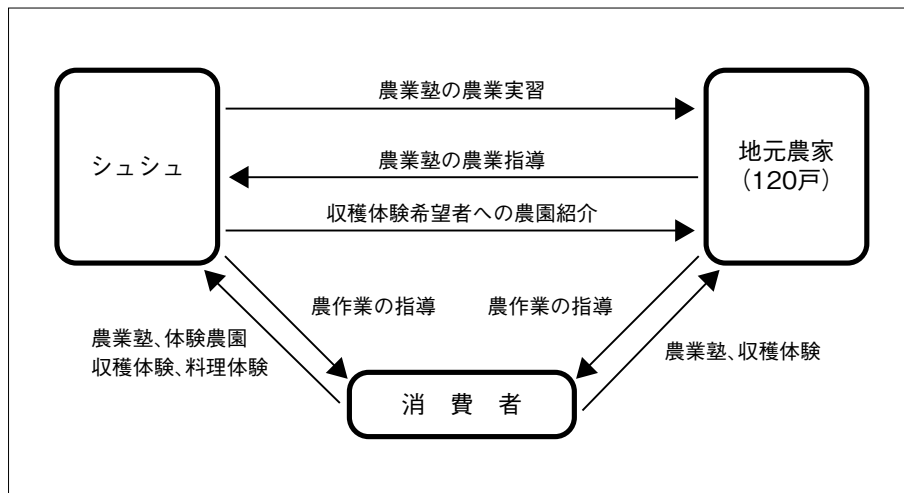 農業塾の農業実習
シュシュ
農業塾の農業指導
地元農家
（120戸）
収穫体験希望者への農園紹介
農作業の指導
農作業の指導
農業塾、体験農園
収穫体験、料理体験
農業塾、収穫体験
消 費 者